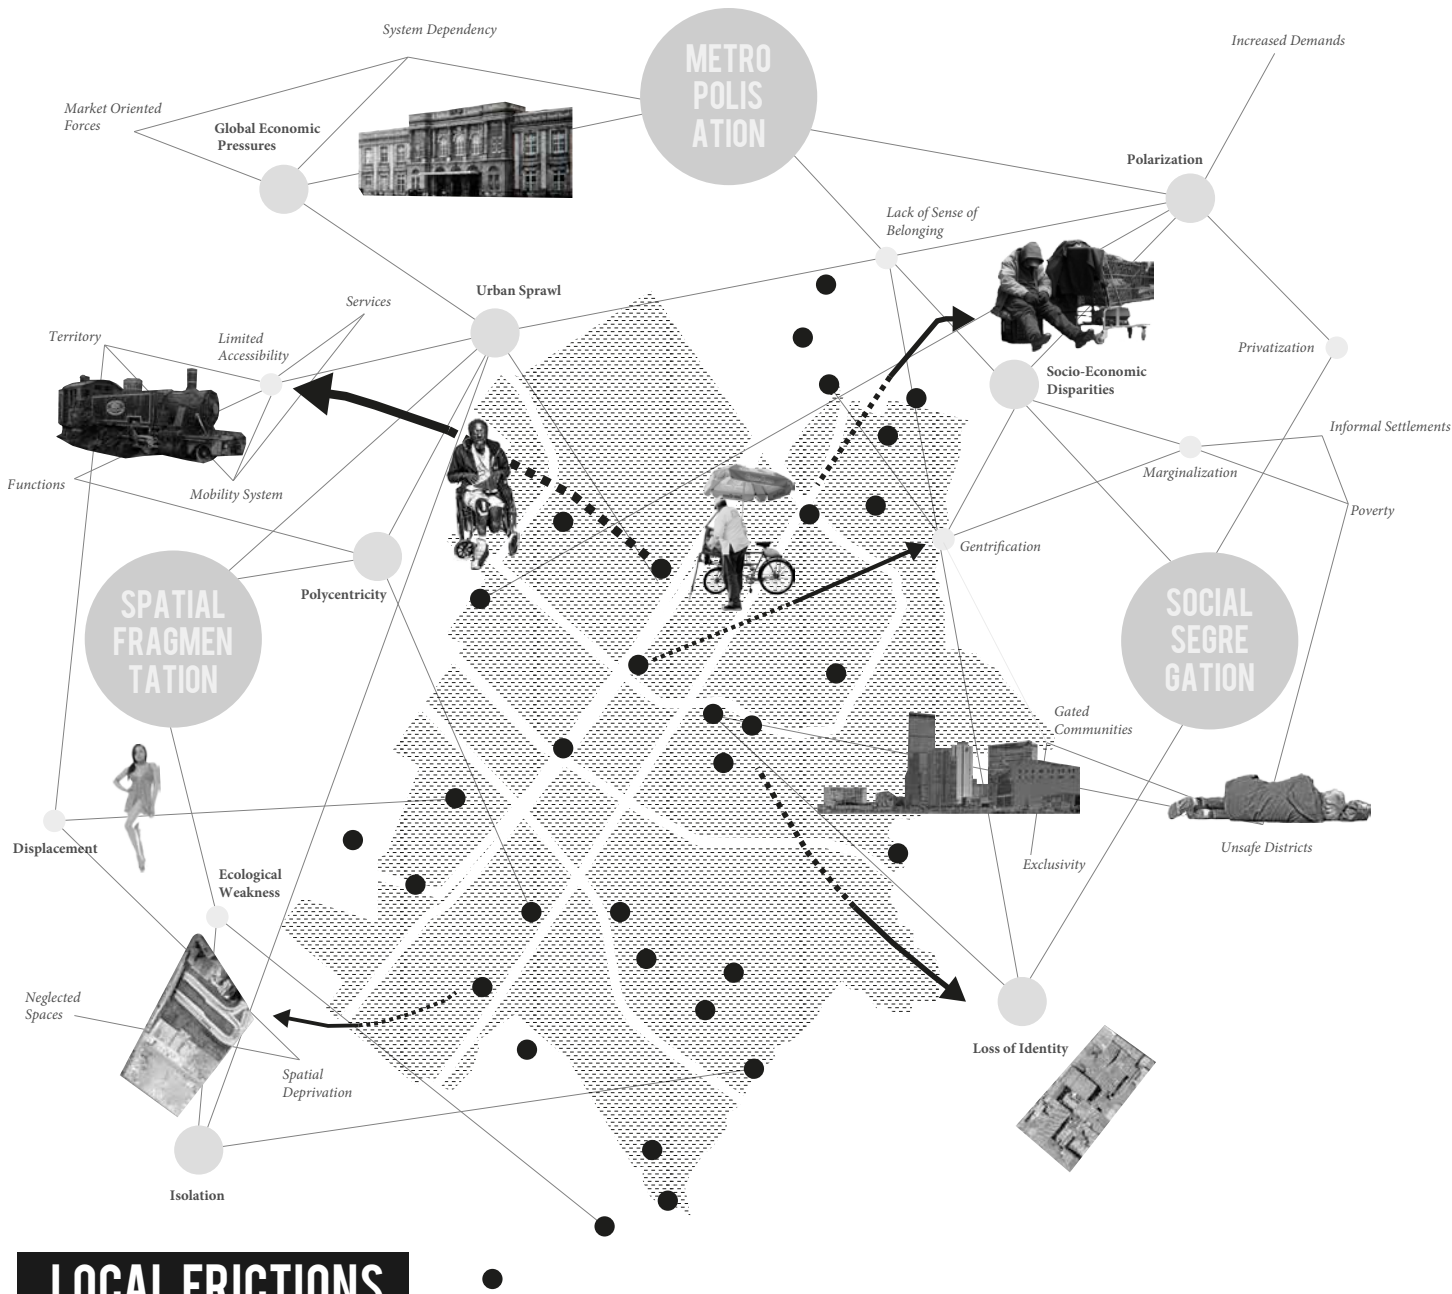 System Dependency
METRO
POLIS
ATION
Increased Demands
Market Oriented
Forces
Global Economic
Pressures
Polarization
Lack of Sense of
Belonging
Urban Sprawl
Services
Territory
Limited
Accessibility
Privatization
Socio-Economic
Disparities
Informal Settlements
Marginalization
Functions
Mobility System
Poverty
Gentrification
Polycentricity
SPATIAL
FRAGMEN
TATION
SOCIAL
SEGRE
GATION
Gated
Communities
Displacement
Unsafe Districts
Exclusivity
Ecological
Weakness
Neglected
Spaces
Loss of Identity
Spatial
Deprivation
Isolation
LOCAL FRICTIONS